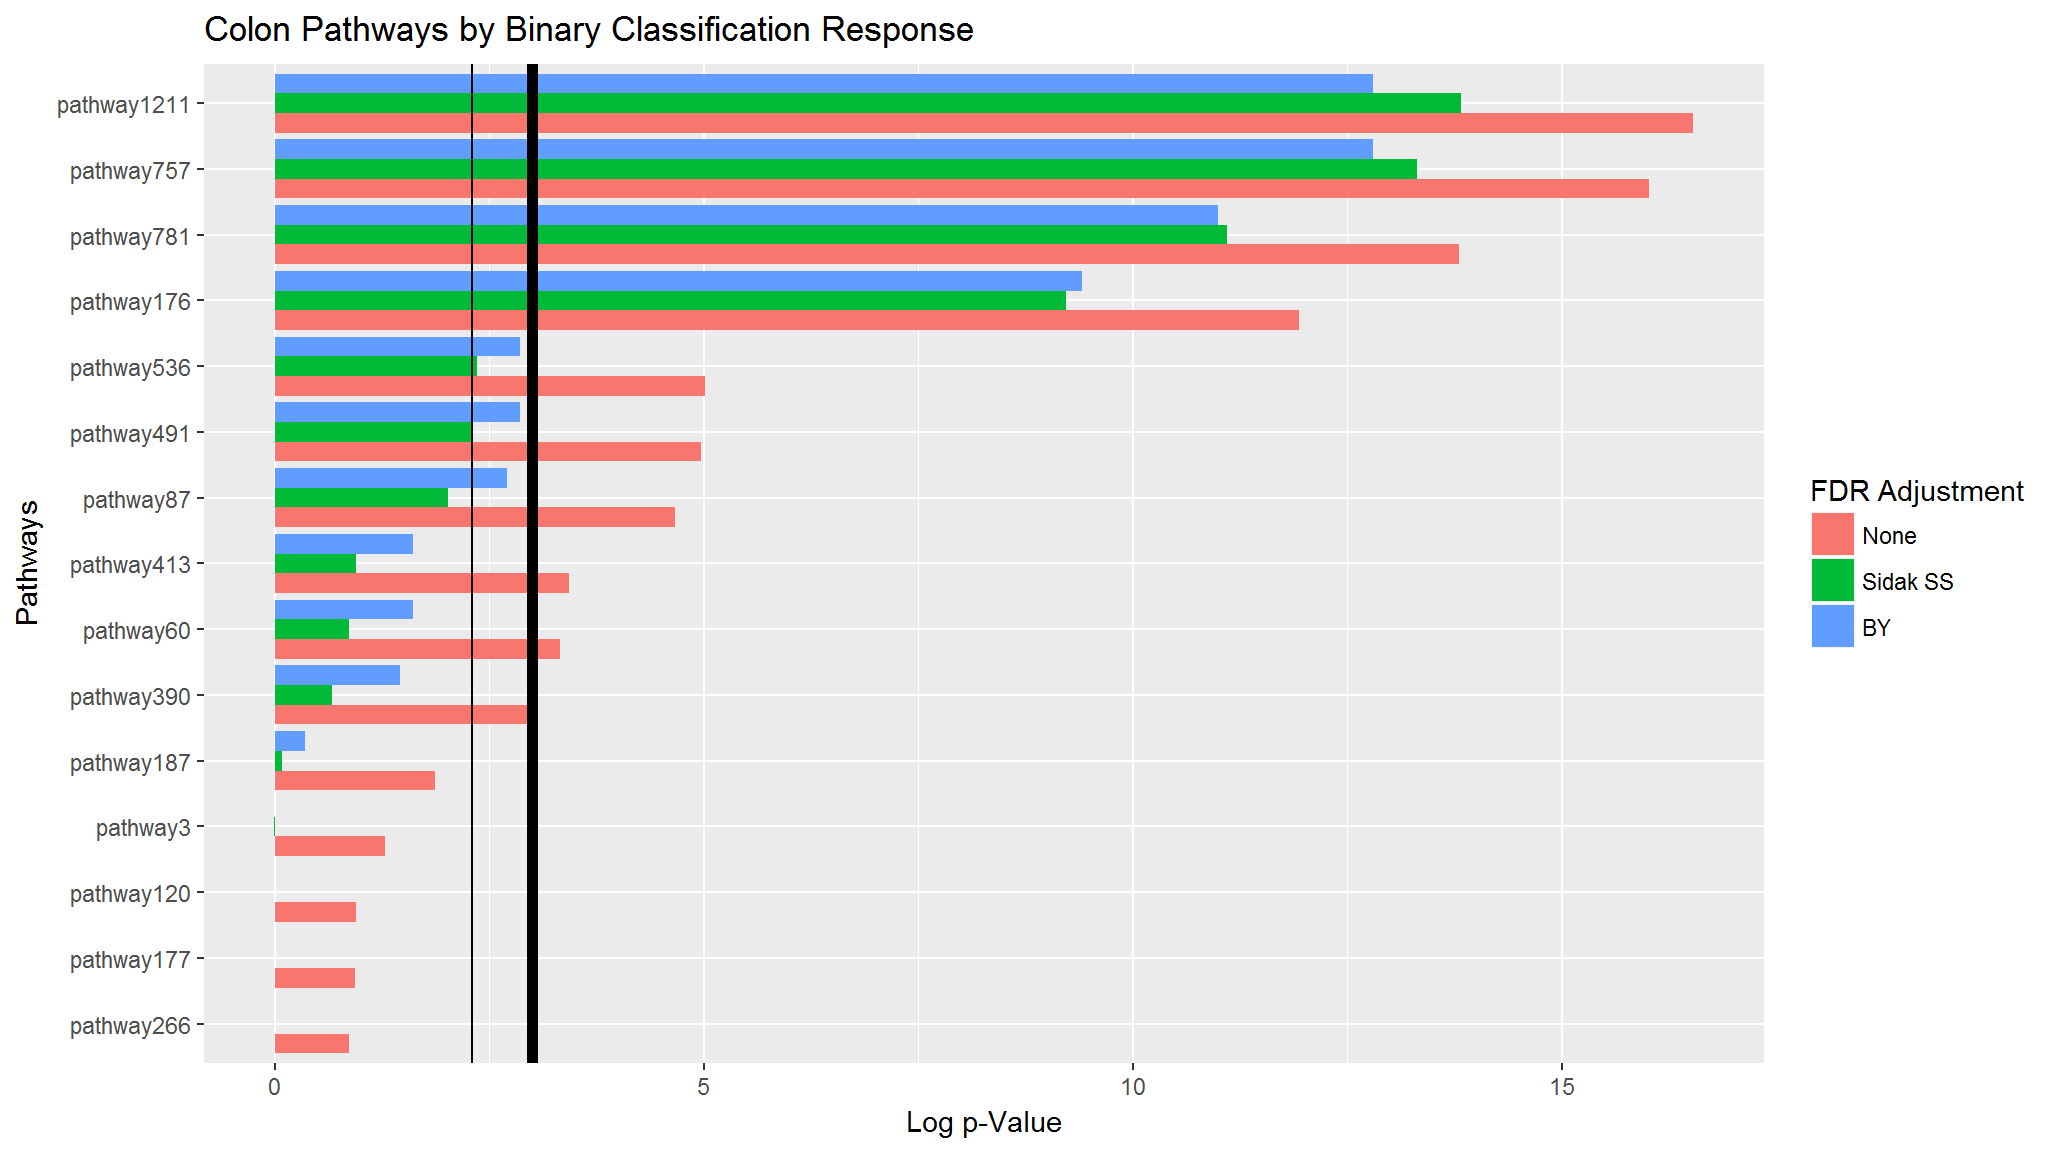 Colon Pathways by Binary Classification Response
pathway1211
pathway757
pathway781
pathway176
pathway536
pathway491
pathway87
pathway413
pathway60
pathway390
pathway187
pathway3
pathway120
pathway177
pathway266
Pathways
0
5
10
15
Log p-Value
FDR Adjustment
None
Sidak SS
BY